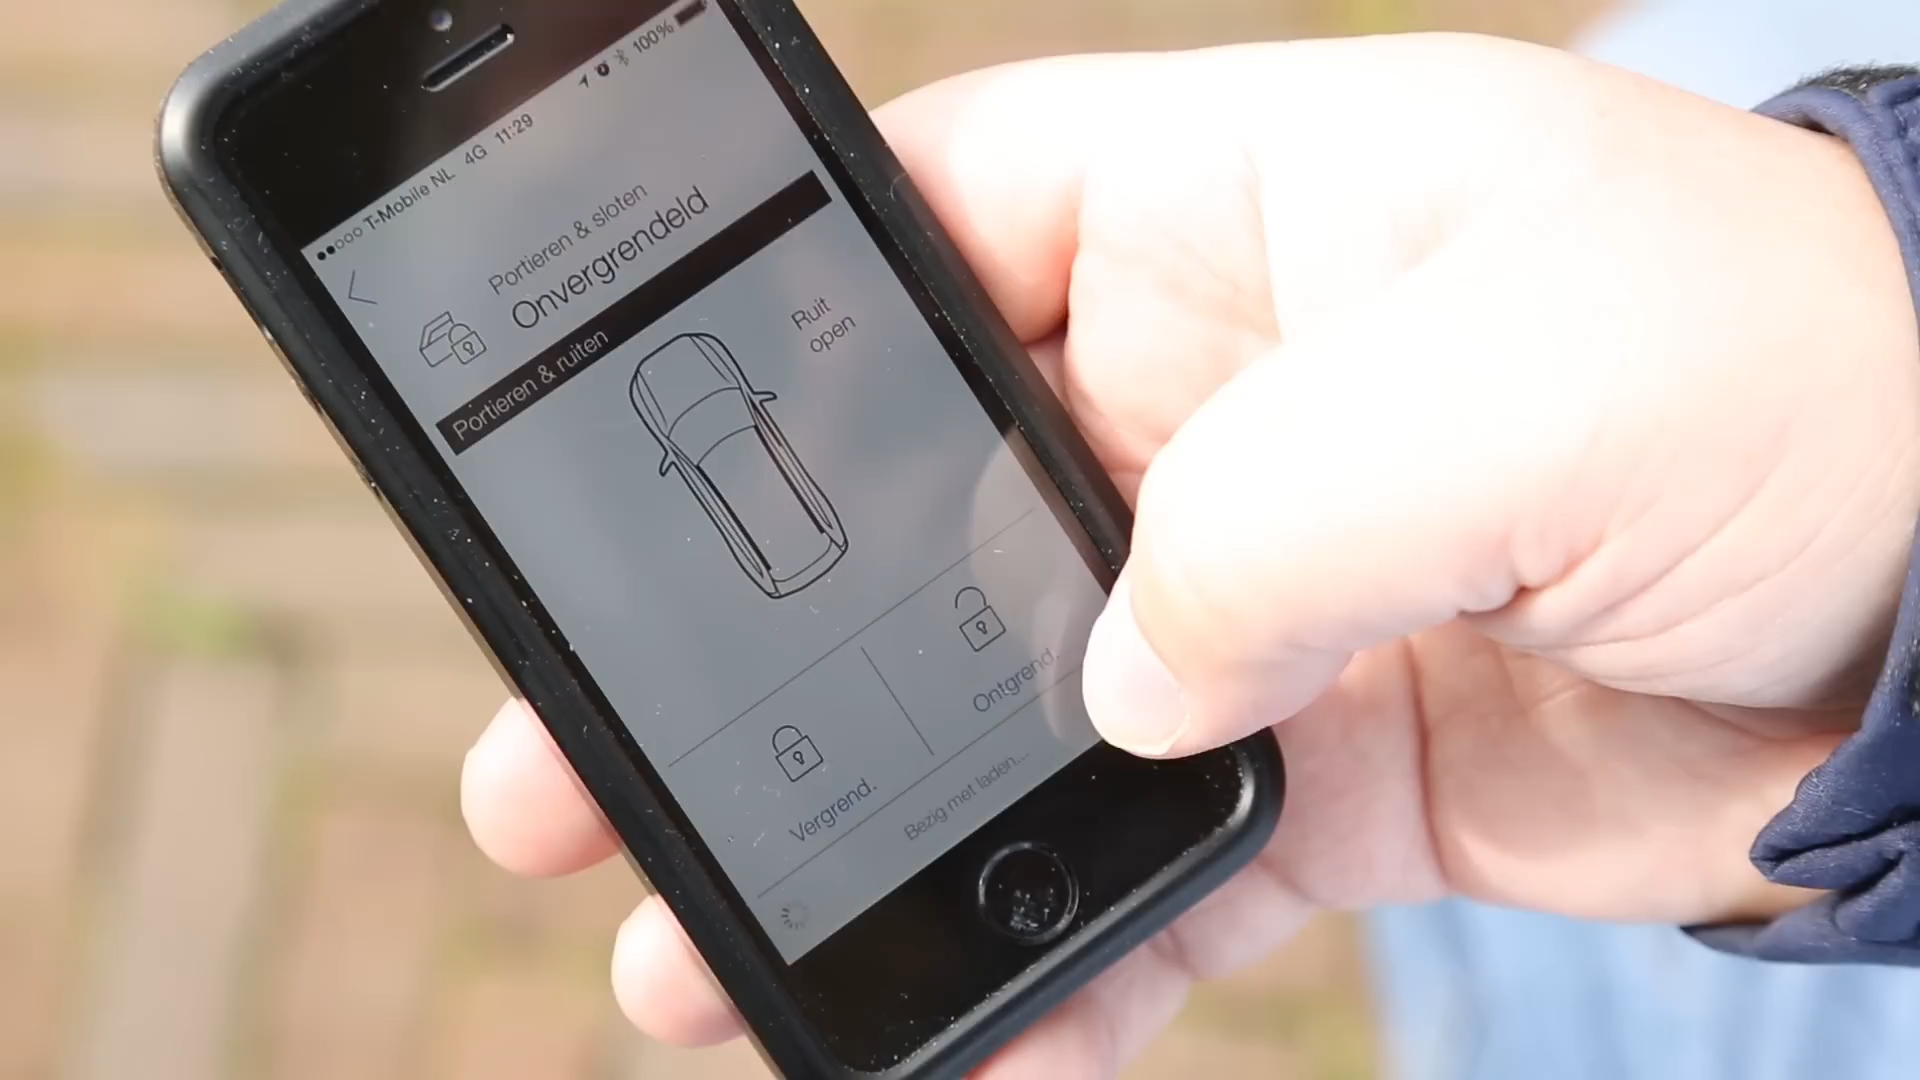 T-Mobile NL 4G 11:29 100%
Portieren & sloten
Onvergrendeld
Portieren & ruiten
Ruit
open
Ontgrend.
Vergrend.
Bezig met laden...